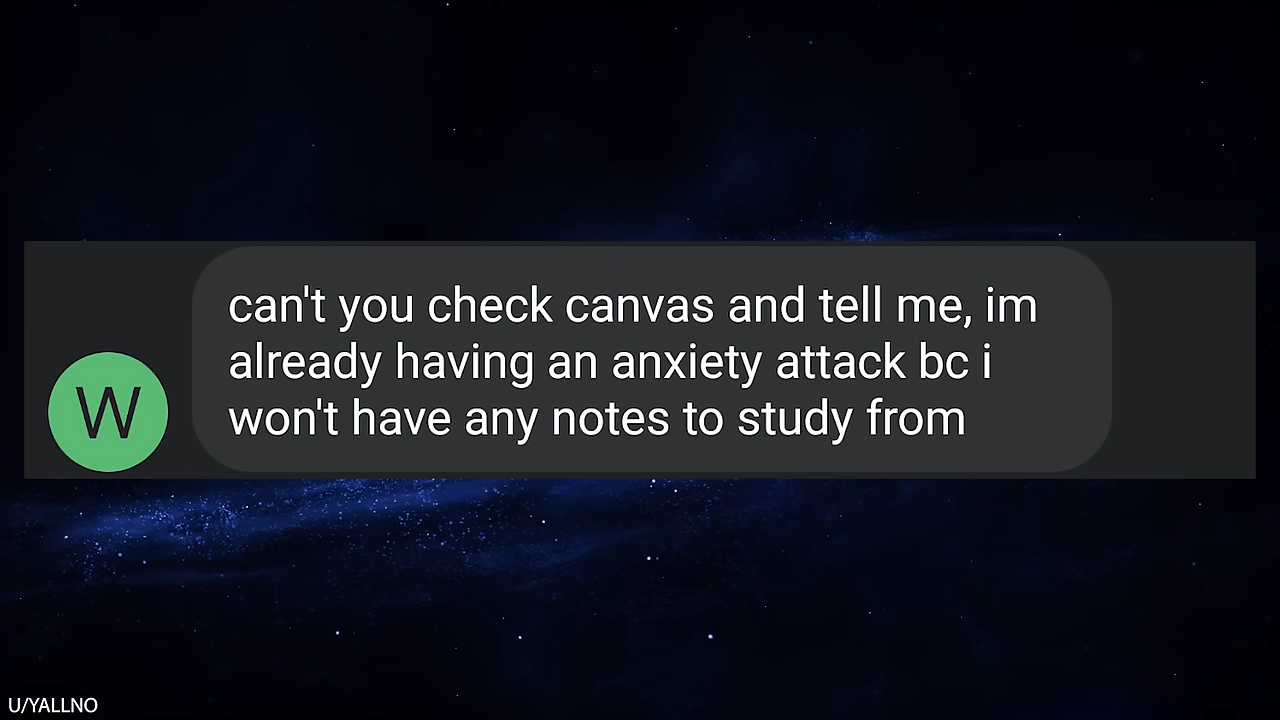 can't you check canvas and tell me, im
already having an anxiety attack bc i
W
won't have any notes to study from
U/YALLNO